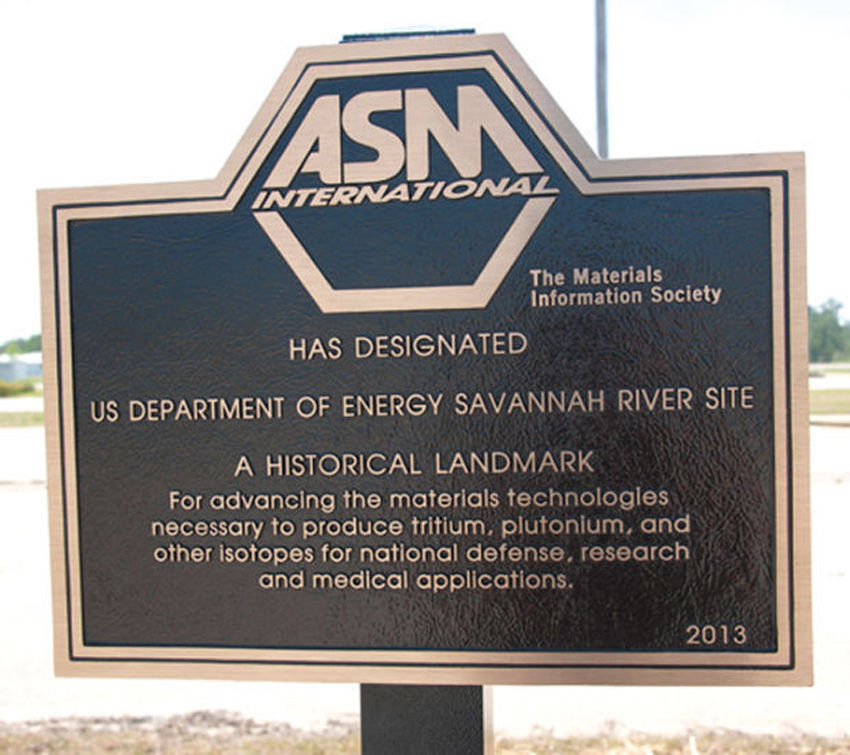 ASM
INTERNATIONAL
The Materials
Information Society
HAS DESIGNATED
US DEPARTMENT OF ENERGY SAVANNAH RIVER SITE
A HISTORICAL LANDMARK
For advancing the materials technologies
necessary to produce tritium, plutonium, and
other isotopes for national defense, research
and medical applications.
2013